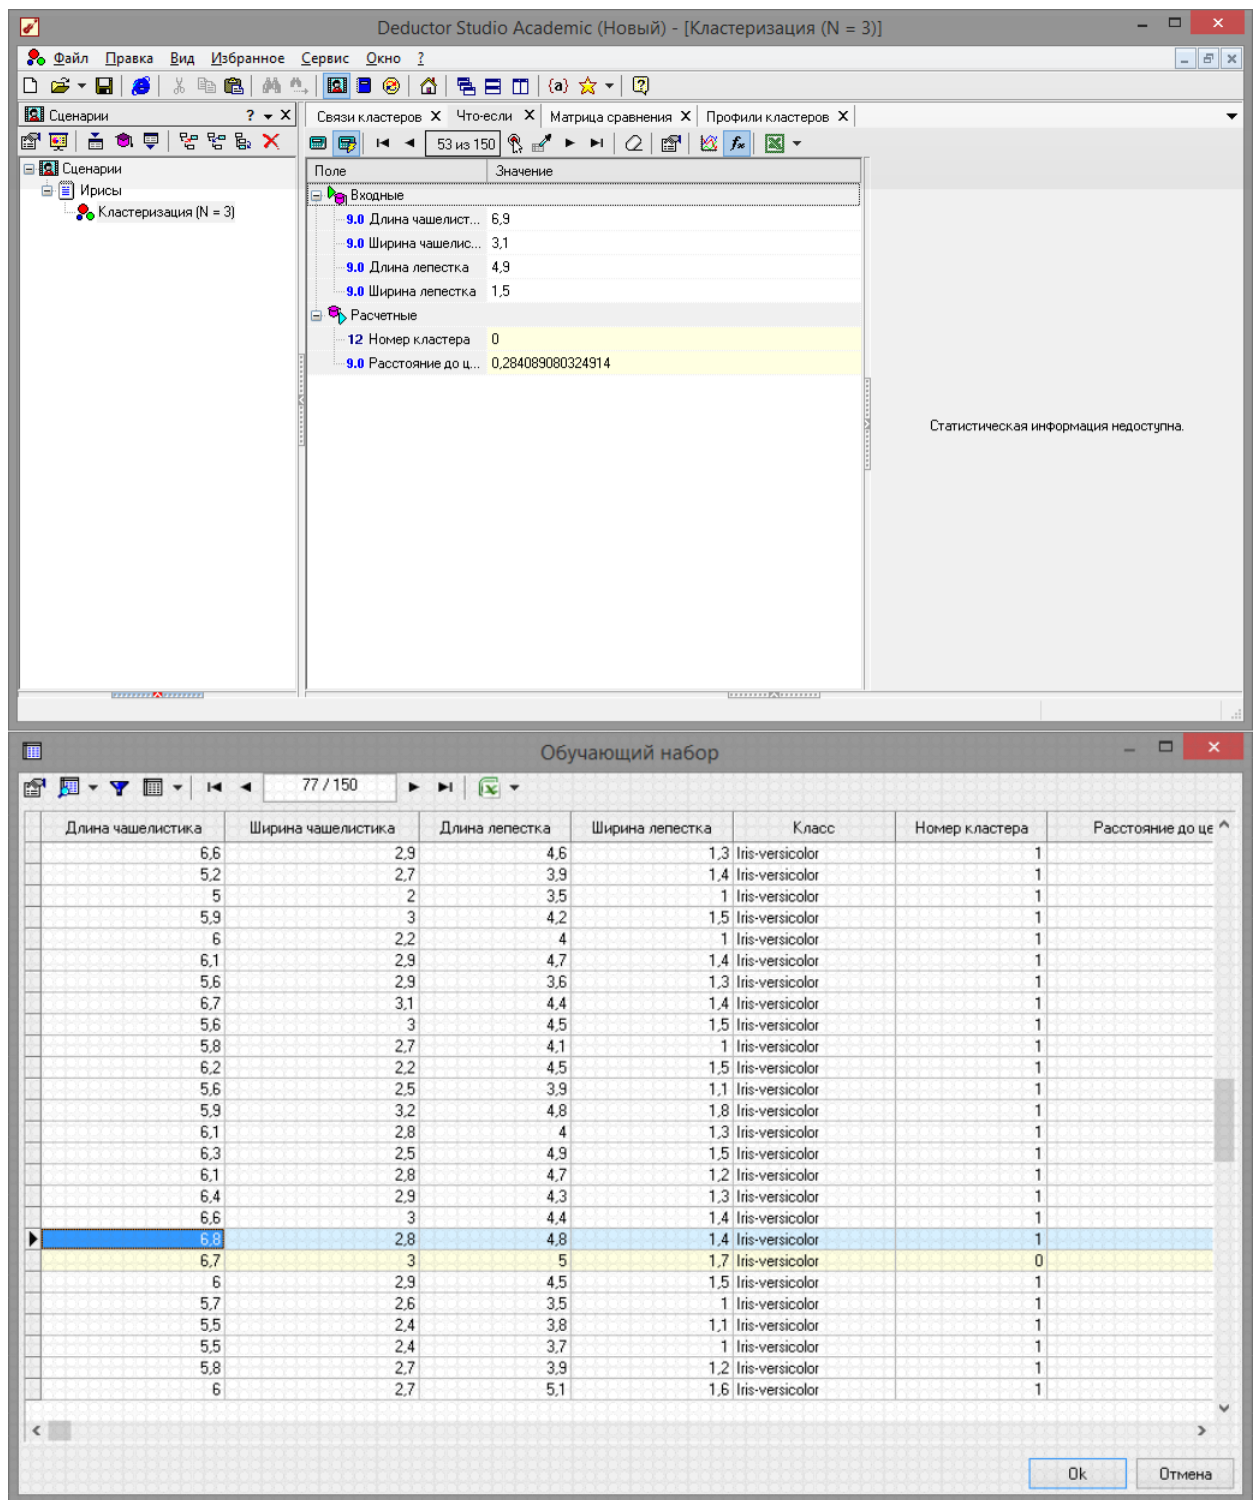 Deductor Studio Academic (Новый) - [Кластеризация (N = 3)]
Файл Правка Вид Избранное Сервис Окно ?
Сценарии ?
Связи кластеров X Что-если X Матрица сравнения X Профили кластеров X
53 из 150
Сценарии
Ирисы
Кластеризация (N = 3)
Поле Значение
Входные
9.0 Длина чашелист... 6,9
9.0 Ширина чашелис... 3,1
9.0 Длина лепестка 4,9
9.0 Ширина лепестка 1,5
Расчетные
12 Номер кластера 0
9.0 Расстояние до ц... 0,284089080324914
Статистическая информация недоступна.
Обучающий набор
77 / 150
Длина чашелистика Ширина чашелистика Длина лепестка Ширина лепестка Класс Номер кластера Расстояние до це
6,6 2,9 4,6 1,3 Iris-versicolor 1
5,2 2,7 3,9 1,4 Iris-versicolor 1
5 2 3,5 1 Iris-versicolor 1
5,9 3 4,2 1,5 Iris-versicolor 1
6 2,2 4 1 Iris-versicolor 1
6,1 2,9 4,7 1,4 Iris-versicolor 1
5,6 2,9 3,6 1,3 Iris-versicolor 1
6,7 3,1 4,4 1,4 Iris-versicolor 1
5,6 3 4,5 1,5 Iris-versicolor 1
5,8 2,7 4,1 1 Iris-versicolor 1
6,2 2,2 4,5 1,5 Iris-versicolor 1
5,6 2,5 3,9 1,1 Iris-versicolor 1
5,9 3,2 4,8 1,8 Iris-versicolor 1
6,1 2,8 4 1,3 Iris-versicolor 1
6,3 2,5 4,9 1,5 Iris-versicolor 1
6,1 2,8 4,7 1,2 Iris-versicolor 1
6,4 2,9 4,3 1,3 Iris-versicolor 1
6,6 3 4,4 1,4 Iris-versicolor 1
6,8 2,8 4,8 1,4 Iris-versicolor 1
6,7 3 5 1,7 Iris-versicolor 0
6 2,9 4,5 1,5 Iris-versicolor 1
5,7 2,6 3,5 1 Iris-versicolor 1
5,5 2,4 3,8 1,1 Iris-versicolor 1
5,5 2,4 3,7 1 Iris-versicolor 1
5,8 2,7 3,9 1,2 Iris-versicolor 1
6 2,7 5,1 1,6 Iris-versicolor 1
Ok Отмена